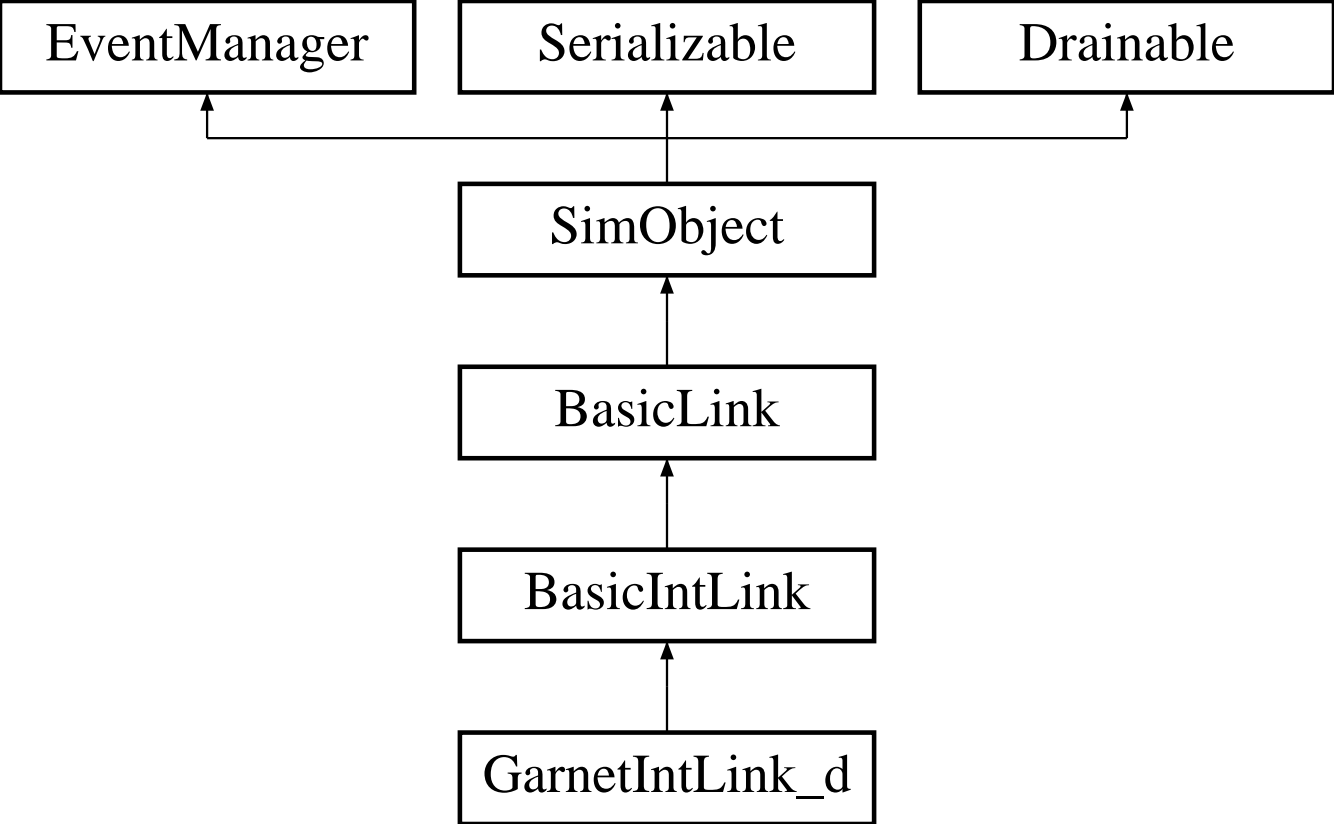 EventManager
Serializable
Drainable
SimObject
BasicLink
BasicIntLink
GarnetIntLink_d